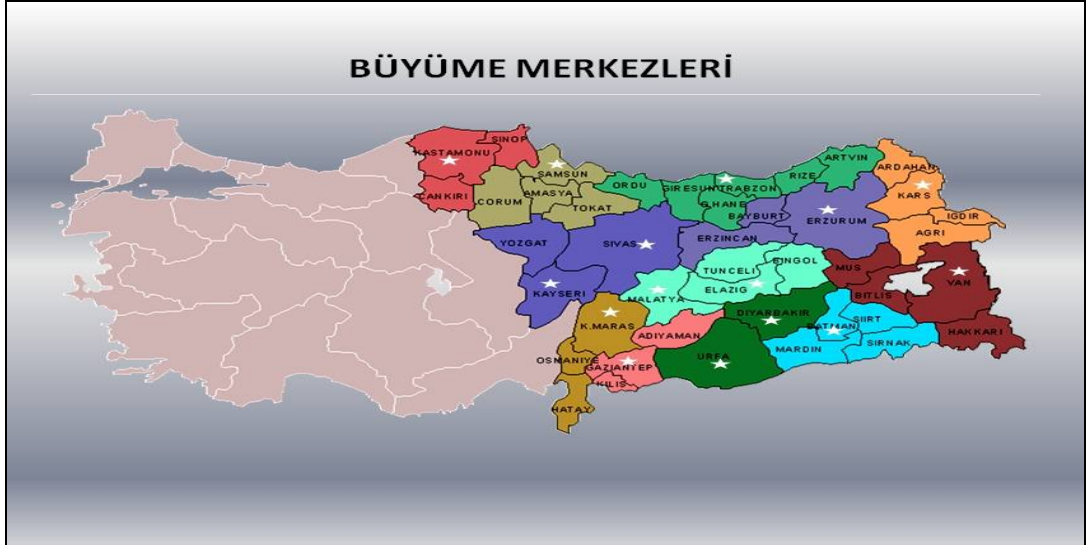 BÜYÜME MERKEZLERİ
SINOP
KASTAMONU
CANKIRI
SAMSUN
AMASYA
CORUM
TOKAT
ORDU
GIRESUN
TRABZON
G.HANE
BAYBURT
RIZE
ARTVIN
ARDAHAN
KARS
IGDIR
AGRI
ERZURUM
ERZINCAN
YOZGAT
SIVAS
KAYSERI
TUNCELI
BINGOL
ELAZIG
MALATYA
MUS
BITLIS
VAN
HAKKARI
DIYARBAKIR
BATMAN
SIIRT
SIRNAK
MARDIN
K.MARAS
ADIYAMAN
URFA
OSMANIYE
GAZIANTEP
KILIS
HATAY